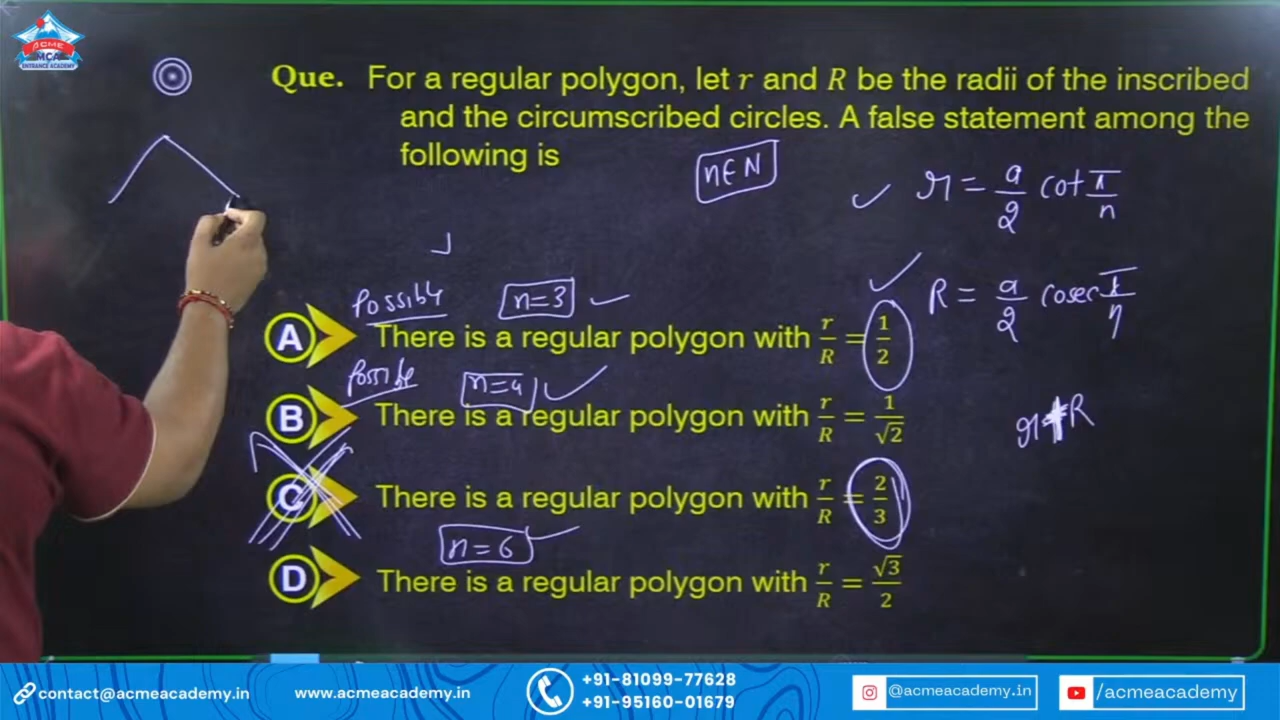 ACME
MCA
ENTRANCE ACADEMY
Que. For a regular polygon, let r and R be the radii of the inscribed
and the circumscribed circles. A false statement among the
following is
n∈N
r = a/2 cot π/n
R = a/2 cosec π/n
Possible n=3
A There is a regular polygon with r/R = 1/2
Possible n=4
B There is a regular polygon with r/R = 1/√2
C There is a regular polygon with r/R = 2/3
n=6
D There is a regular polygon with r/R = √3/2
contact@acmeacademy.in www.acmeacademy.in +91-81099-77628
+91-95160-01679
@acmeacademy.in /acmeacademy